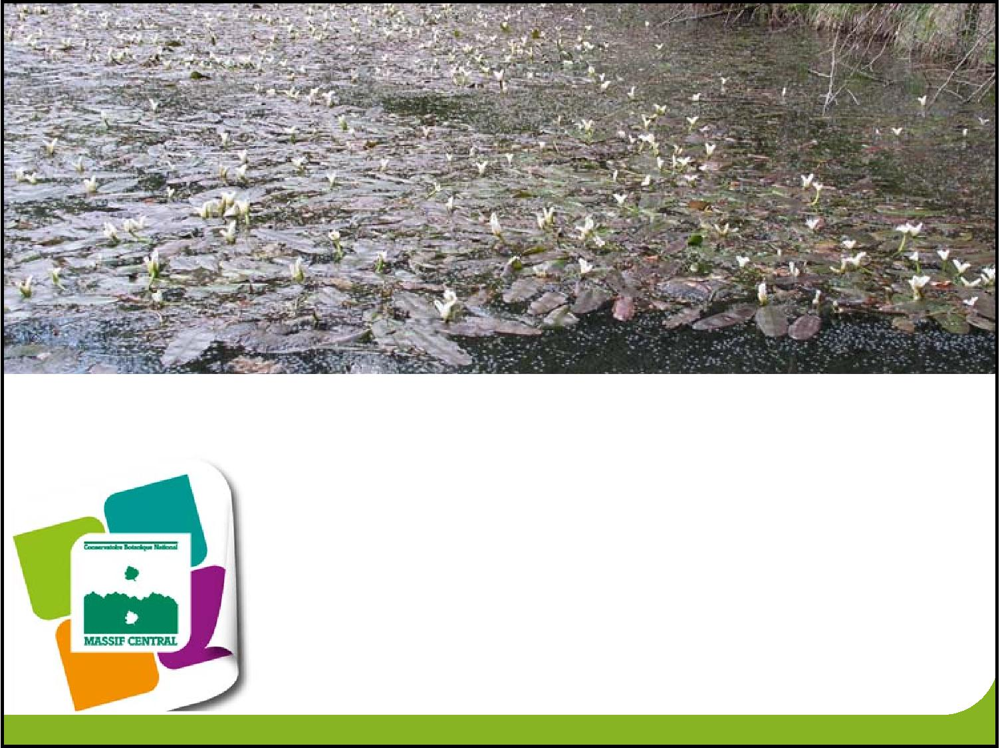 Conservatoire Botanique National
MASSIF CENTRAL